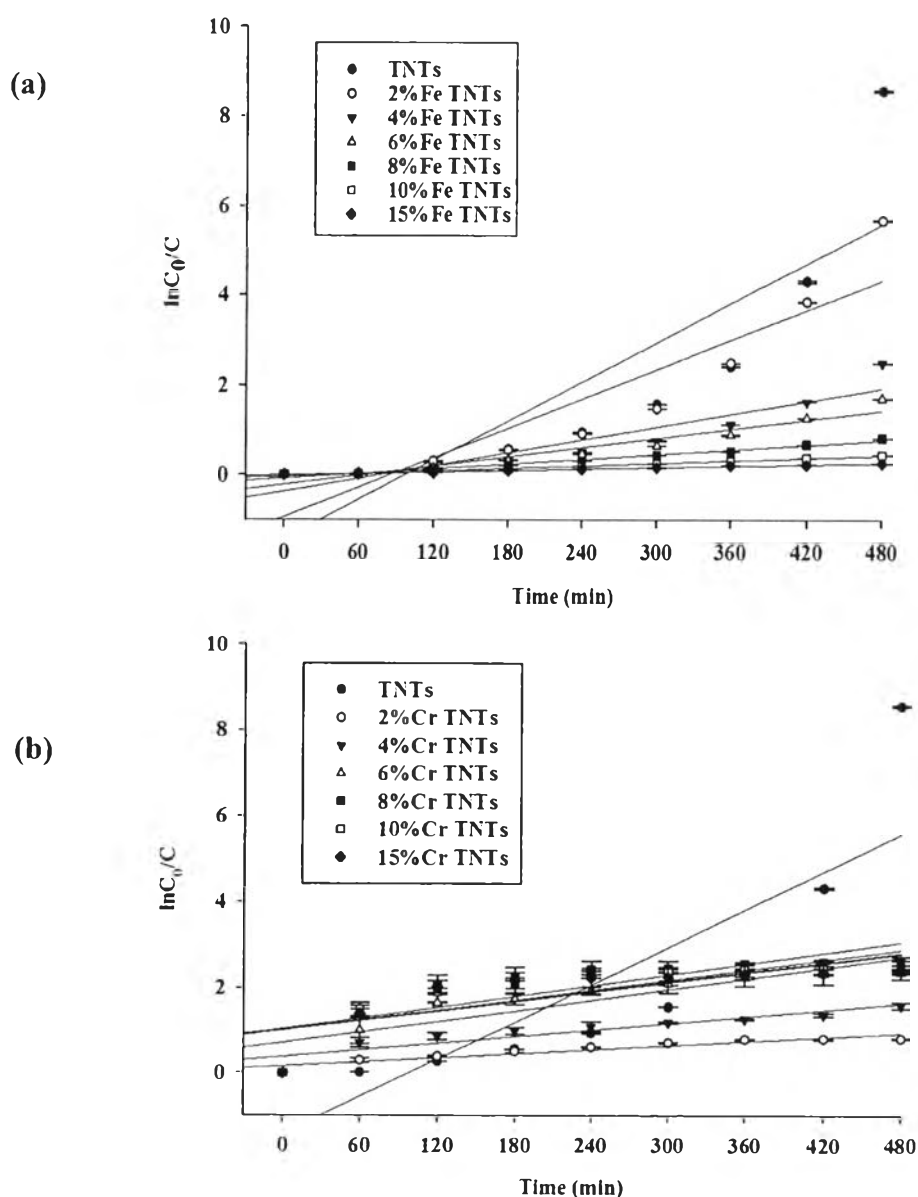 (a)
10
8
6
4
2
0
lnC0/C
TNTs
2%Fe TNTs
4%Fe TNTs
6%Fe TNTs
8%Fe TNTs
10%Fe TNTs
15%Fe TNTs
0 60 120 180 240 300 360 420 480
Time (min)
(b)
10
8
6
4
2
0
lnC0/C
TNTs
2%Cr TNTs
4%Cr TNTs
6%Cr TNTs
8%Cr TNTs
10%Cr TNTs
15%Cr TNTs
0 60 120 180 240 300 360 420 480
Time (min)